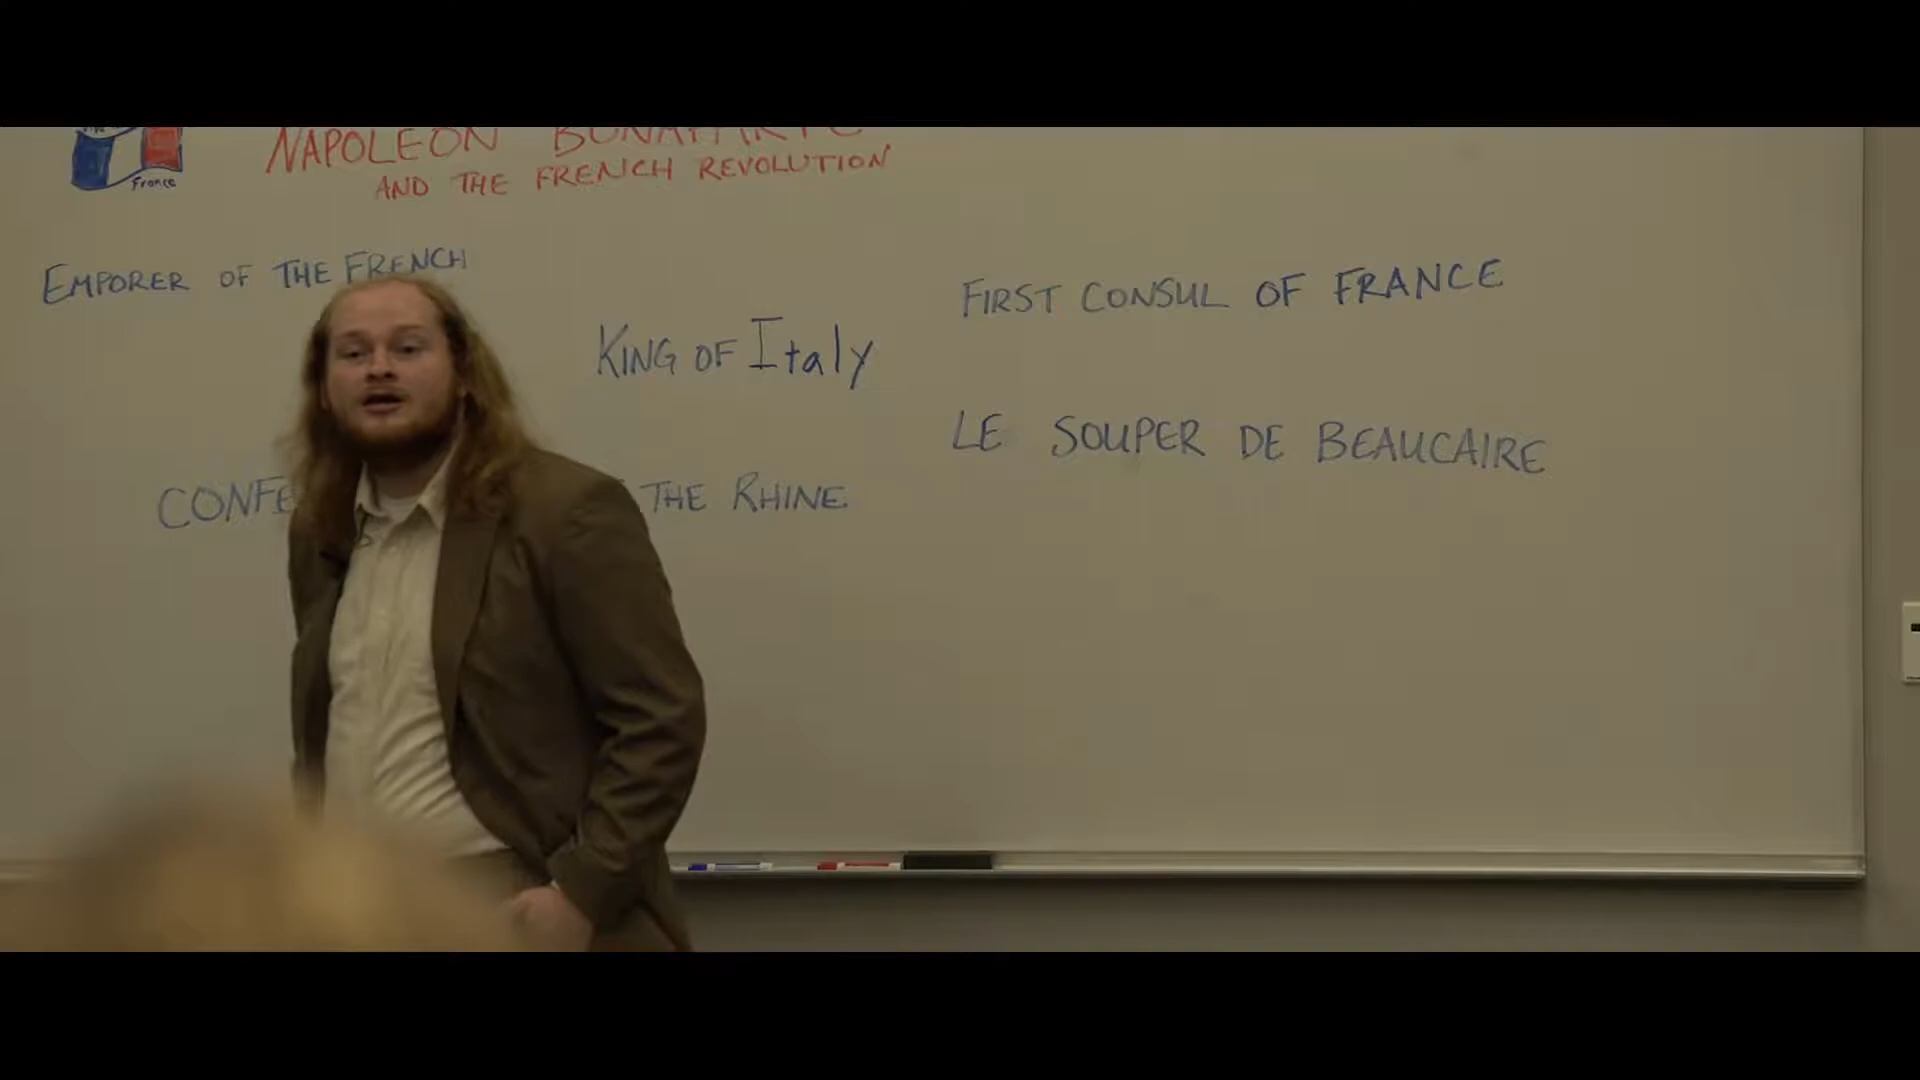 France
NAPOLEON BONAPARTE
AND THE FRENCH REVOLUTION
EMPORER OF THE FRENCH
FIRST CONSUL OF FRANCE
KING OF Italy
LE SOUPER DE BEAUCAIRE
THE RHINE